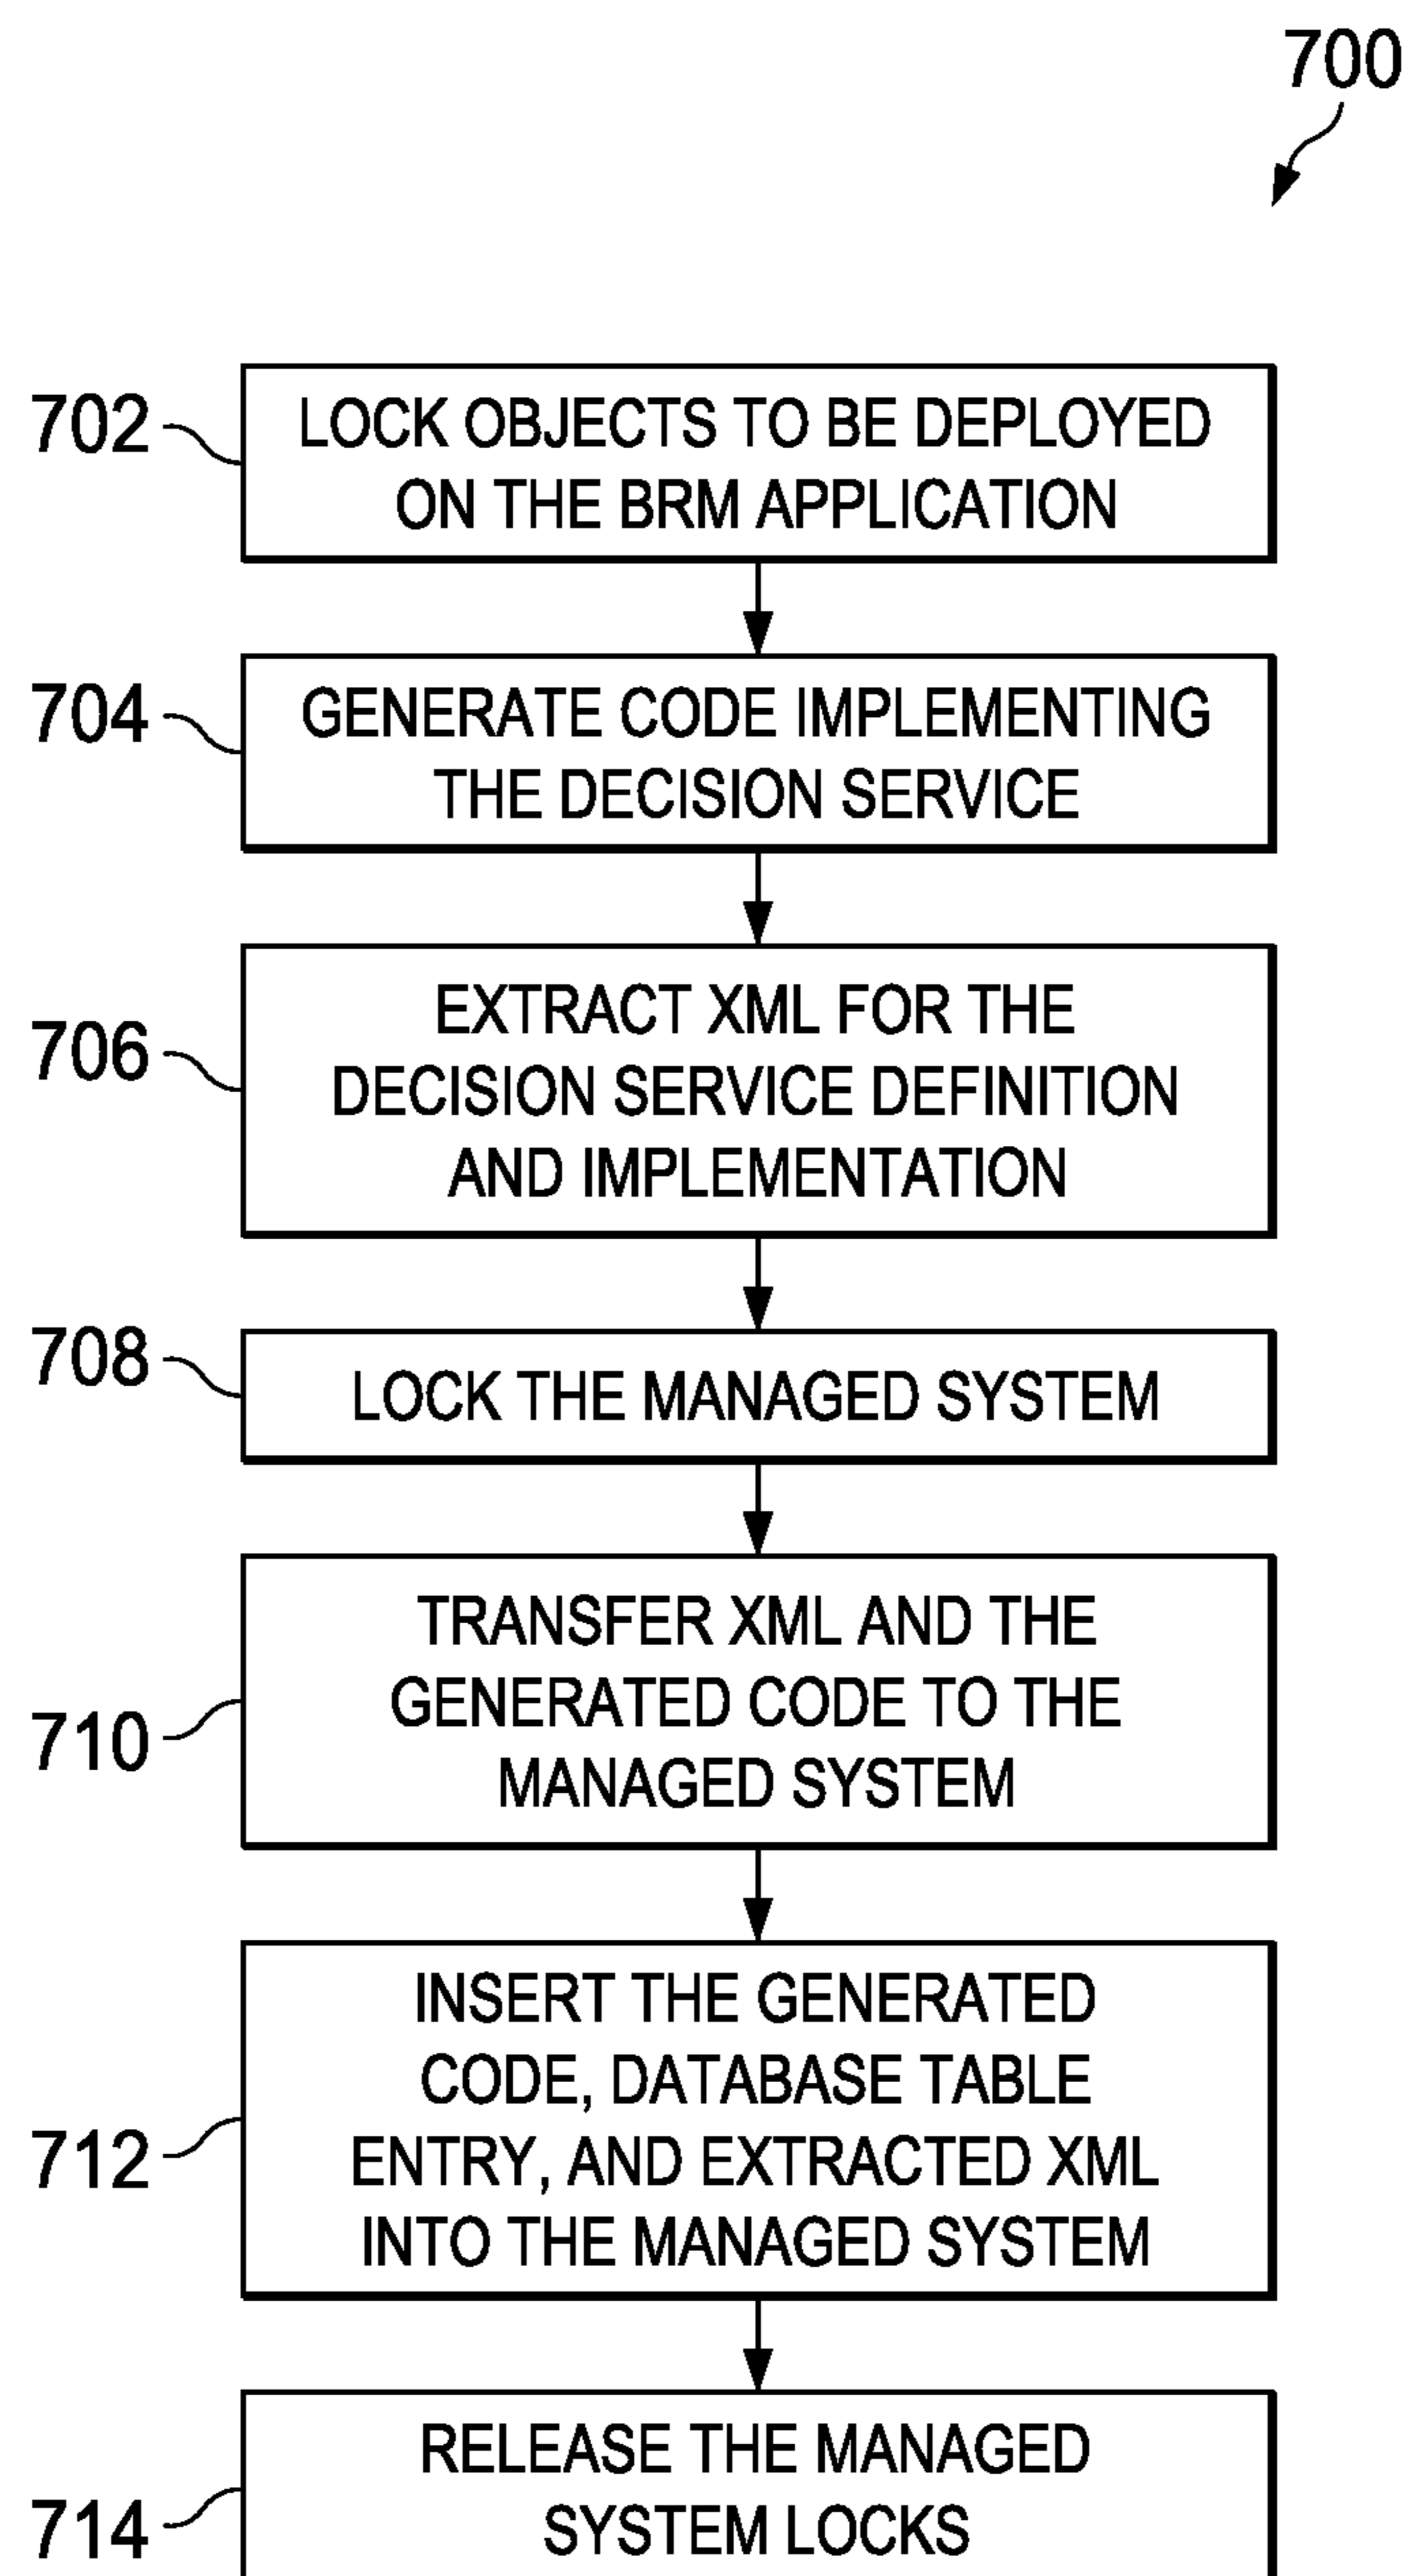 700
702
LOCK OBJECTS TO BE DEPLOYED
ON THE BRM APPLICATION
704
GENERATE CODE IMPLEMENTING
THE DECISION SERVICE
706
EXTRACT XML FOR THE
DECISION SERVICE DEFINITION
AND IMPLEMENTATION
708
LOCK THE MANAGED SYSTEM
710
TRANSFER XML AND THE
GENERATED CODE TO THE
MANAGED SYSTEM
712
INSERT THE GENERATED
CODE, DATABASE TABLE
ENTRY, AND EXTRACTED XML
INTO THE MANAGED SYSTEM
714
RELEASE THE MANAGED
SYSTEM LOCKS